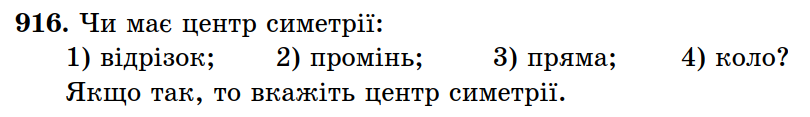 916. Чи має центр симетрії:
1) відрізок; 2) промінь; 3) пряма; 4) коло?
Якщо так, то вкажіть центр симетрії.